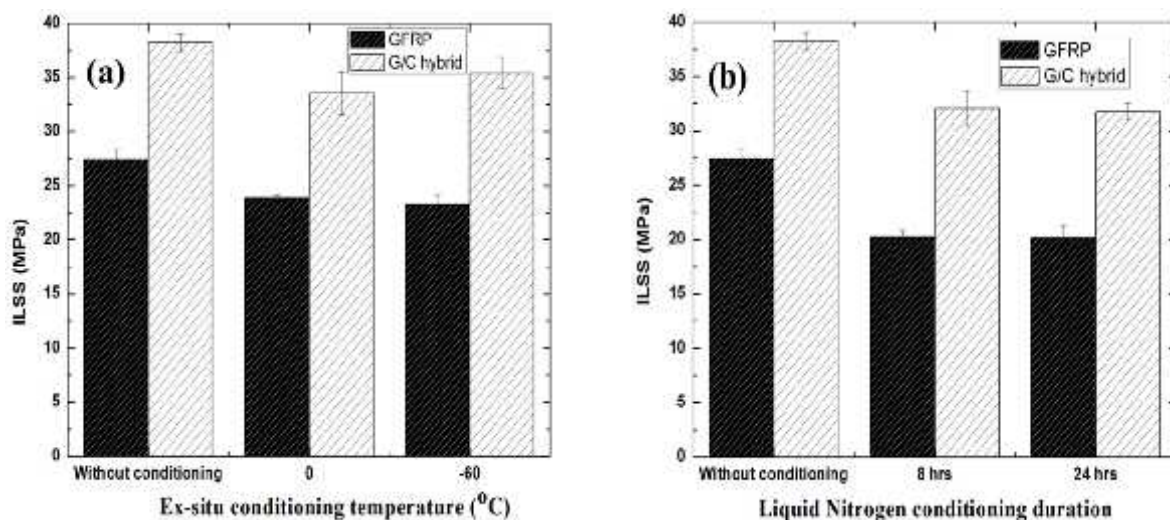 40
35
30
25
20
15
10
5
0
ILSS (MPa)
(a)
GFRP
G/C hybrid
Without conditioning 0 -60
Ex-situ conditioning temperature (⁰C)
40
35
30
25
20
15
10
5
0
ILSS (MPa)
(b)
GFRP
G/C hybrid
Without conditioning 8 hrs 24 hrs
Liquid Nitrogen conditioning duration